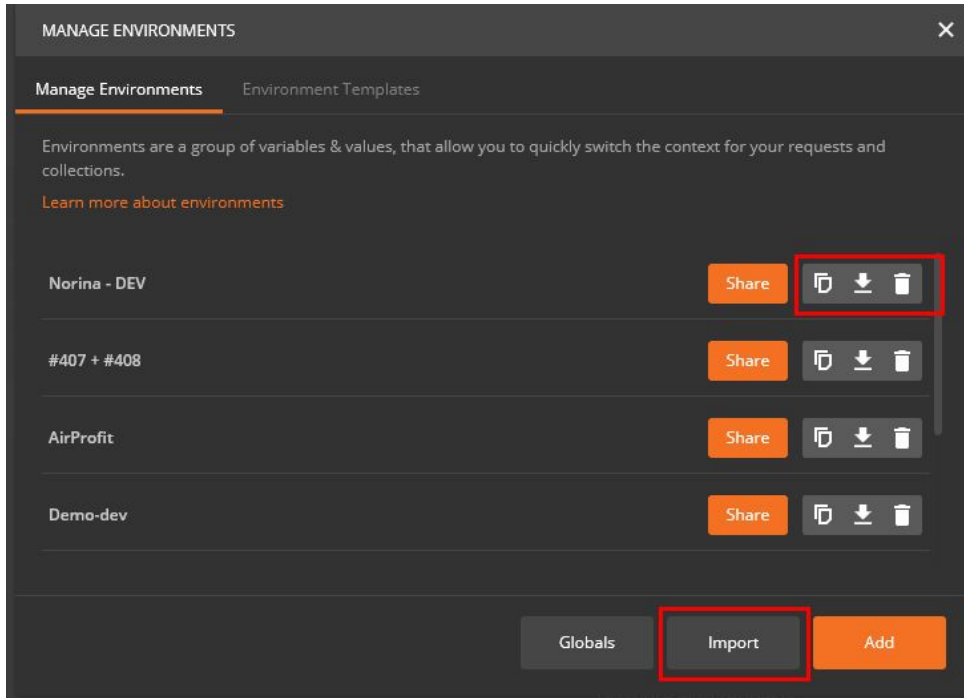 MANAGE ENVIRONMENTS
Manage Environments Environment Templates
Environments are a group of variables & values, that allow you to quickly switch the context for your requests and
collections.
Learn more about environments
Norina - DEV Share
#407 + #408 Share
AirProfit Share
Demo-dev Share
Globals Import Add